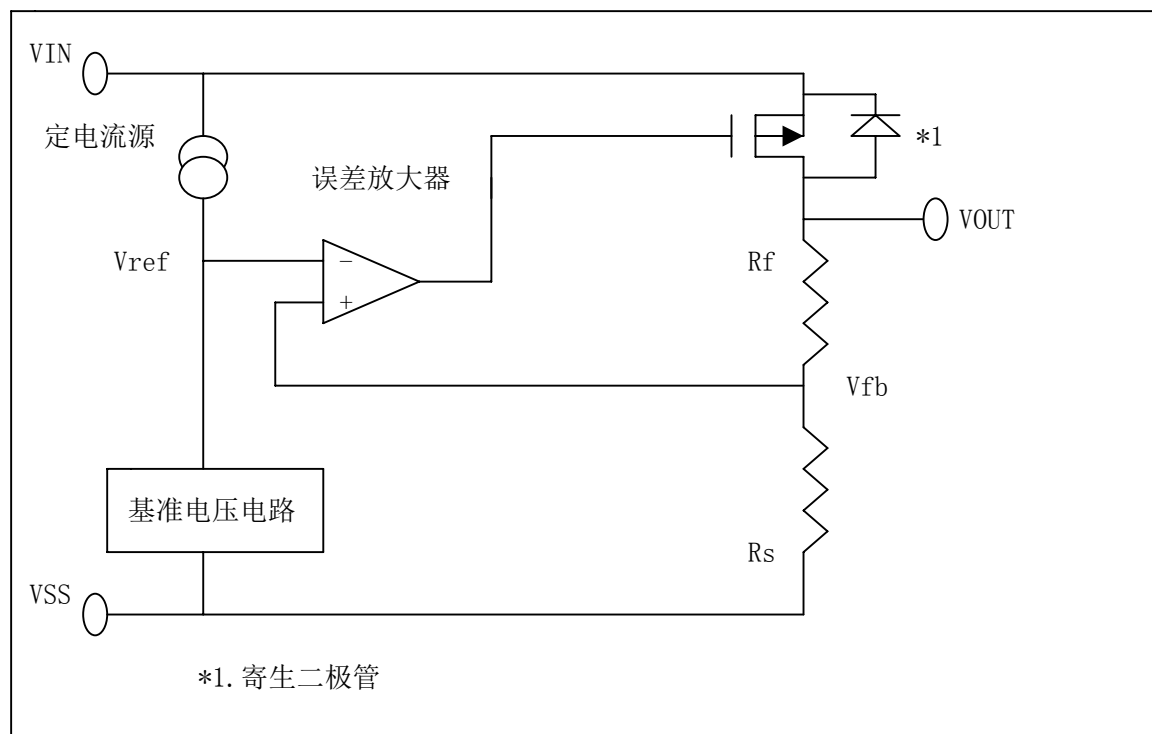 VIN
定电流源
*1
误差放大器
VOUT
Vref
Rf
-
+
Vfb
基准电压电路
Rs
VSS
*1.寄生二极管